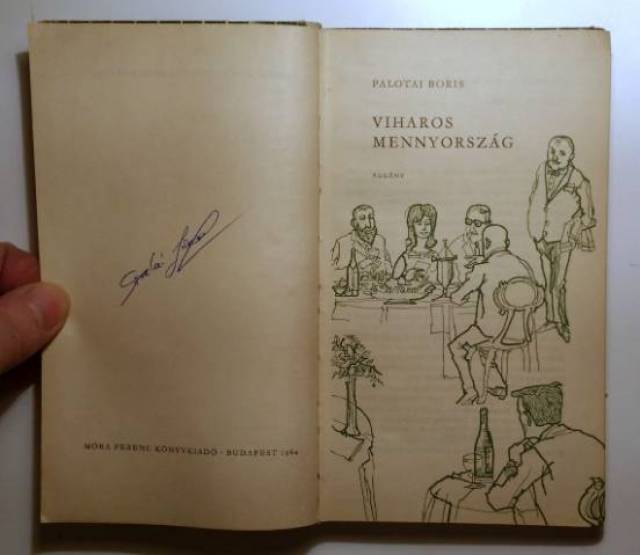 MÓRA FERENC KÖNYVKIADÓ · BUDAPEST 1964
PALOTAI BORIS
VIHAROS
MENNYORSZÁG
REGÉNY